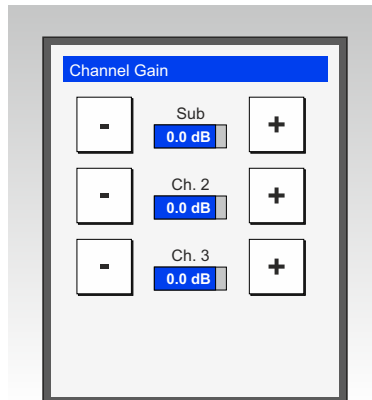 Channel Gain
Sub
- 0.0 dB +
Ch. 2
- 0.0 dB +
Ch. 3
- 0.0 dB +